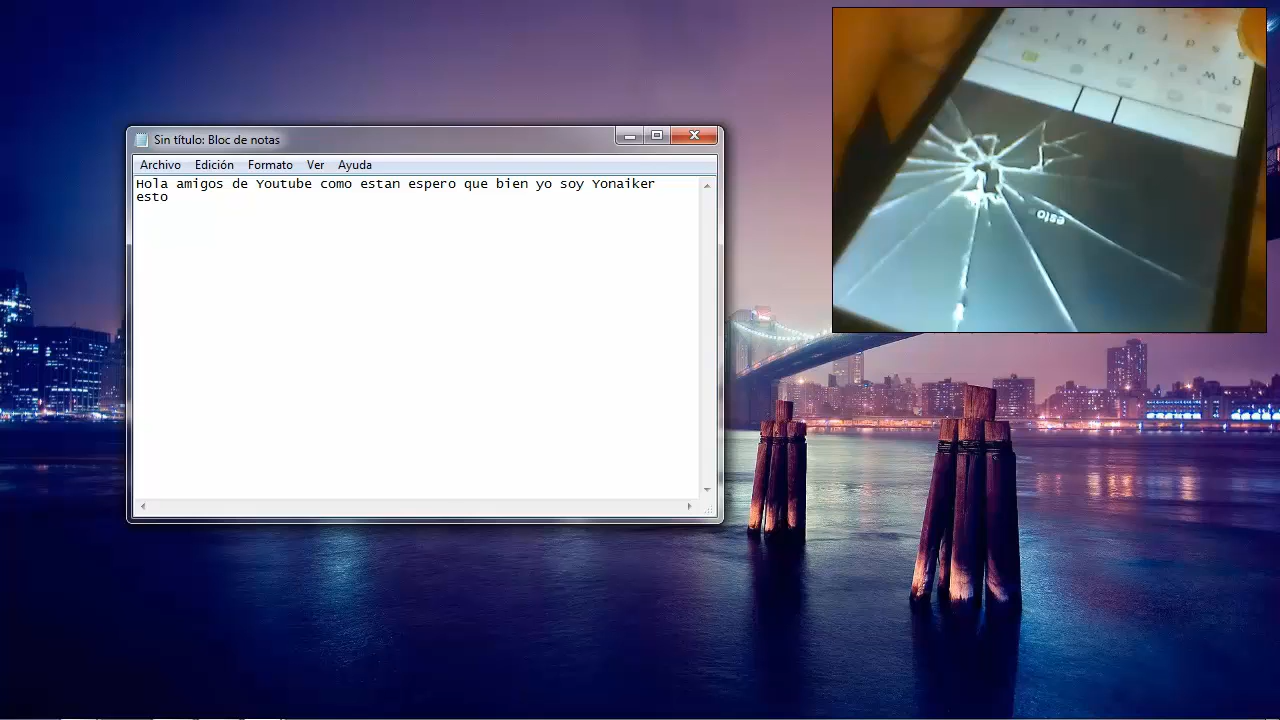 Sin título: Bloc de notas
Archivo Edición Formato Ver Ayuda
Hola amigos de Youtube como estan espero que bien yo soy Yonaiker
esto
esto